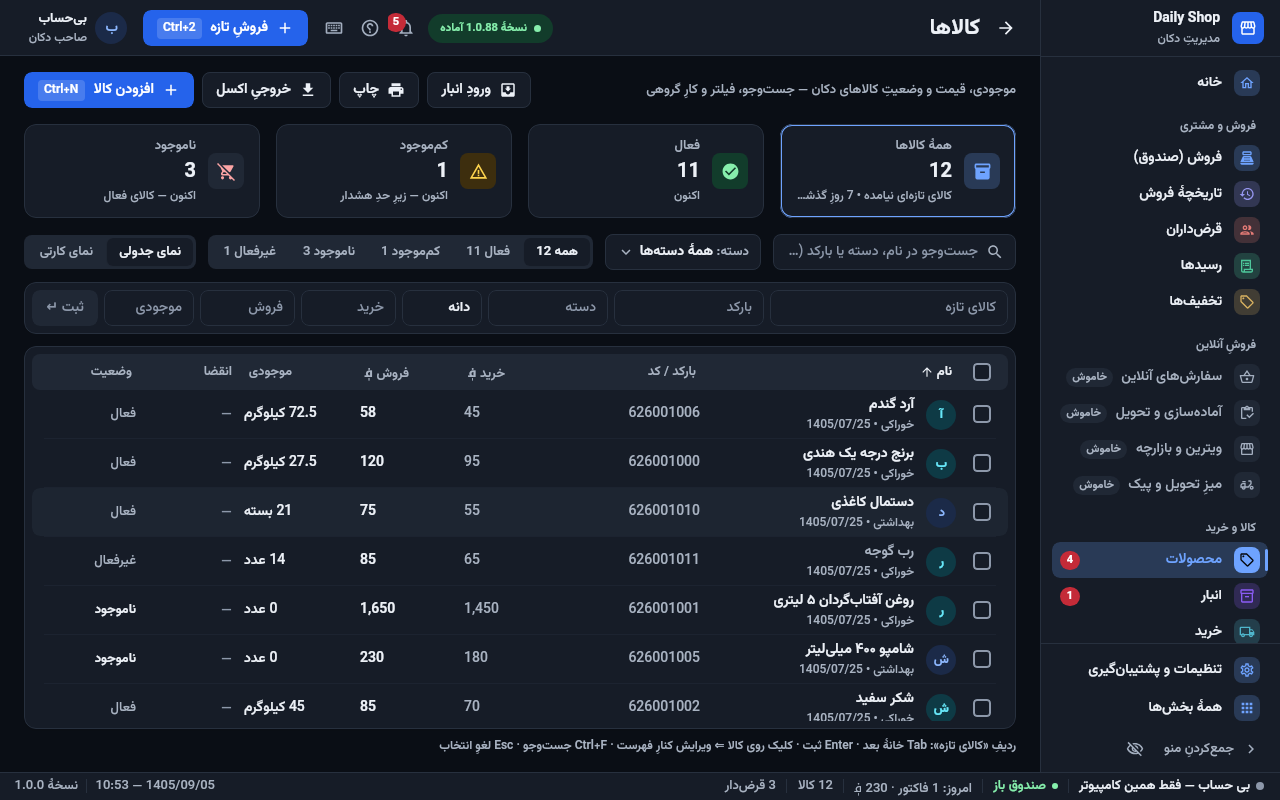 Daily Shop
مدیریتِ دکان
خانه
فروش و مشتری
فروش (صندوق)
تاریخچهٔ فروش
قرض‌داران
رسیدها
تخفیف‌ها
فروشِ آنلاین
سفارش‌های آنلاین خاموش
آماده‌سازی و تحویل خاموش
ویترین و بازارچه خاموش
میزِ تحویل و پیک خاموش
کالا و خرید
محصولات 4
انبار 1
خرید
تنظیمات و پشتیبان‌گیری
همهٔ بخش‌ها
جمع‌کردنِ منو
کالاها
نسخهٔ 1.0.88 آماده
5
فروشِ تازه Ctrl+2
ب
بی‌حساب
صاحب دکان
موجودی، قیمت و وضعیتِ کالاهای دکان — جست‌وجو، فیلتر و کارِ گروهی
ورودِ انبار
چاپ
خروجیِ اکسل
افزودن کالا Ctrl+N
همهٔ کالاها
12
کالای تازه‌ای نیامده • 7 روزِ گذش...
فعال
11
اکنون
کم‌موجود
1
اکنون — زیرِ حدِ هشدار
ناموجود
3
اکنون — کالای فعال
جست‌وجو در نام، دسته یا بارکد (...
دسته: همهٔ دسته‌ها
همه 12 فعال 11 کم‌موجود 1 ناموجود 3 غیرفعال 1
نمای جدولی نمای کارتی
کالای تازه بارکد دسته دانه خرید فروش موجودی ثبت ↵
نام ↑ بارکد / کد خرید ؋ فروش ؋ موجودی انقضا وضعیت
آ آرد گندم 626001006 45 58 72.5 کیلوگرم — فعال
خوراکی • 1405/07/25
ب برنج درجه یک هندی 626001000 95 120 27.5 کیلوگرم — فعال
خوراکی • 1405/07/25
د دستمال کاغذی 626001010 55 75 21 بسته — فعال
بهداشتی • 1405/07/25
ر رب گوجه 626001011 65 85 14 عدد — غیرفعال
خوراکی • 1405/07/25
ر روغن آفتاب‌گردان ۵ لیتری 626001001 1,450 1,650 0 عدد — ناموجود
خوراکی • 1405/07/25
ش شامپو ۴۰۰ میلی‌لیتر 626001005 180 230 0 عدد — ناموجود
بهداشتی • 1405/07/25
ش شکر سفید 626001002 70 85 45 کیلوگرم — فعال
خوراکی • 1405/07/25
ردیفِ «کالای تازه»: Tab خانهٔ بعد · Enter ثبت · کلیک روی کالا ⇐ ویرایش کنارِ فهرست · Ctrl+F جست‌وجو · Esc لغوِ انتخاب
بی حساب — فقط همین کامپیوتر
صندوق باز
امروز: 1 فاکتور · 230 ؋
12 کالا
3 قرض‌دار
1405/09/05 — 10:53
نسخهٔ 1.0.0